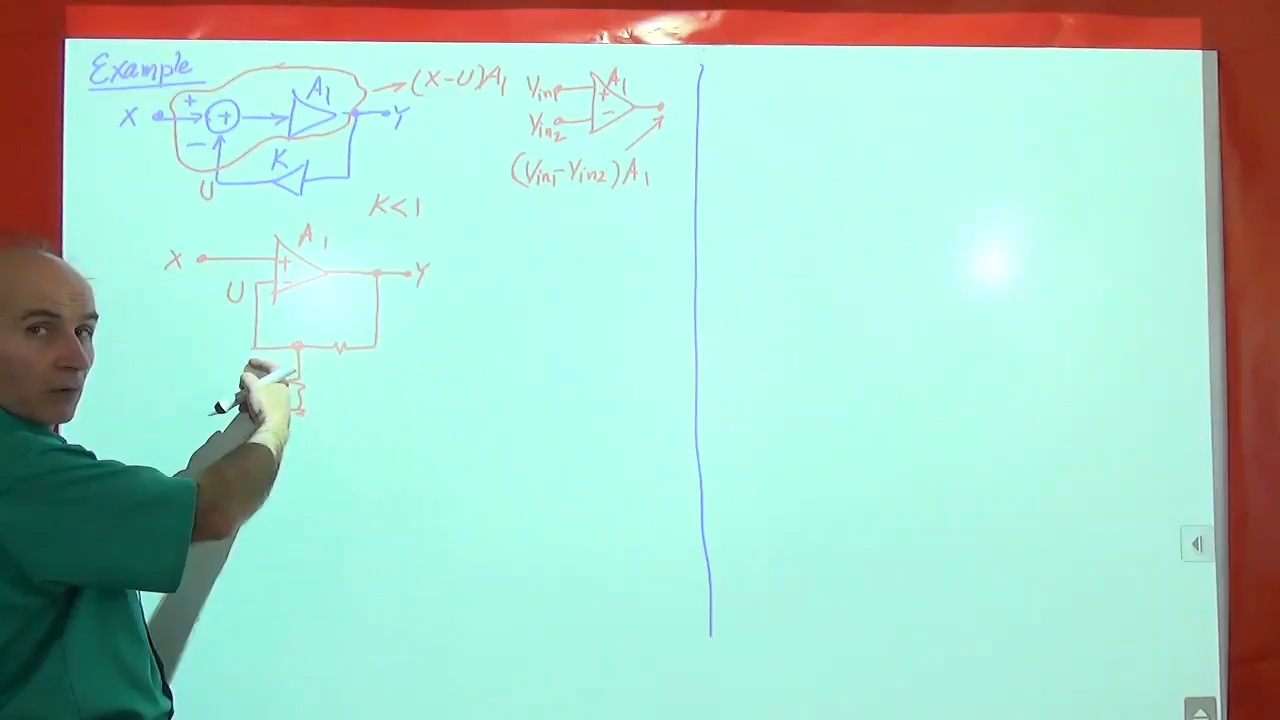 Example
X + + A1 Y
−
K
U
→(X-U)A1
Vin1 + A1
Vin2 −
(Vin1-Vin2)A1
K<1
X + A1 Y
U -